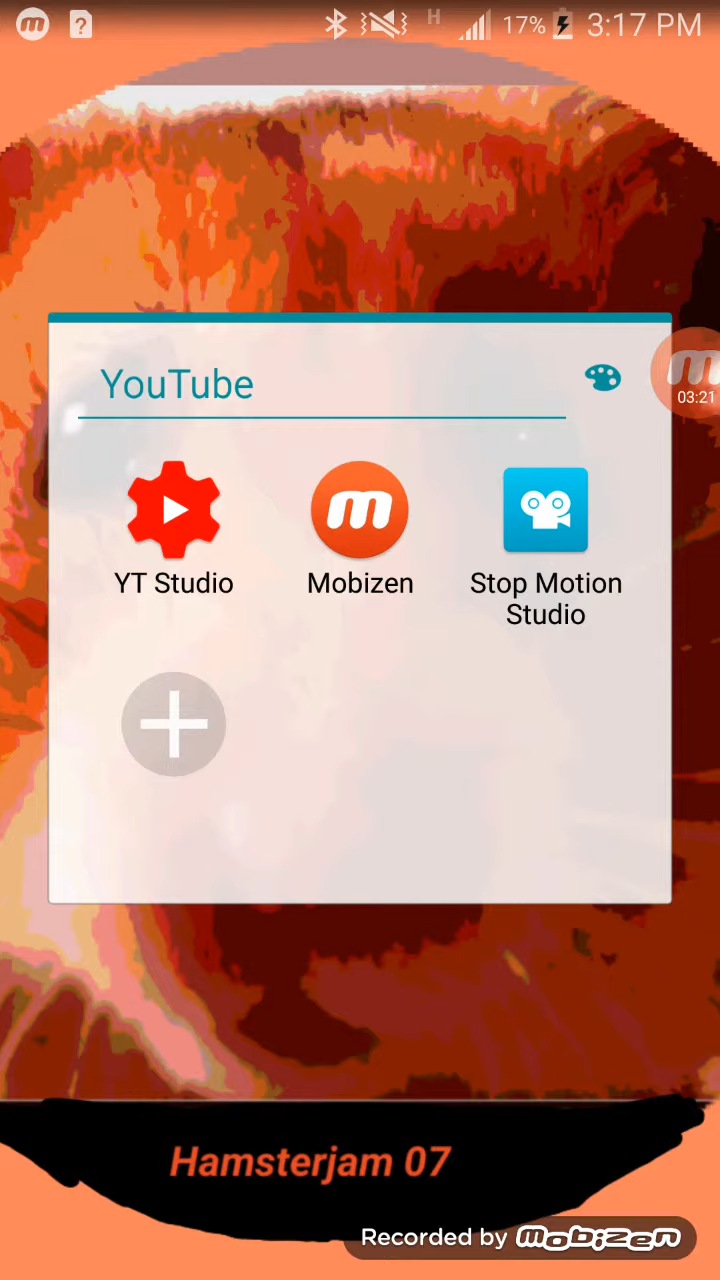 H 17% 3:17 PM
YouTube
03:21
YT Studio
Mobizen
Stop Motion
Studio
Hamsterjam 07
Recorded by mobizen